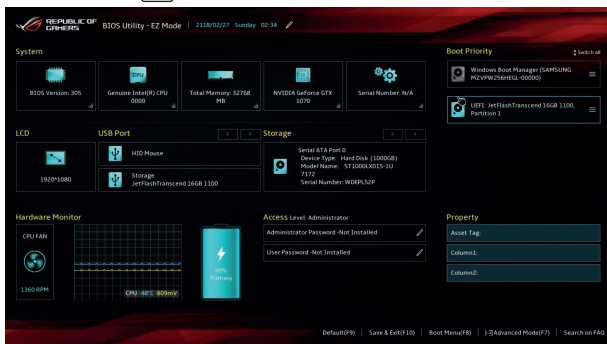 REPUBLIC OF
GAMERS
BIOS Utility - EZ Mode
2118/02/27 Sunday 02:34
System
BIOS Version: 305
CPU
Genuine Intel(R) CPU
0000
Total Memory: 32768
MB
NVIDIA GeForce GTX
1070
Serial Number: N/A
Boot Priority
Switch all
Windows Boot Manager (SAMSUNG
MZVPW256HEGL-00000)
UEFI: JetFlashTranscend 16GB 1100,
Partition 1
LCD
1920*1080
USB Port
HID Mouse
Storage
JetFlashTranscend 16GB 1100
Storage
Serial ATA Port 0
Device Type: Hard Disk (1000GB)
Model Name: ST1000LX015-1U
7172
Serial Number: WDEPLS2P
Hardware Monitor
CPU FAN
1360 RPM
CPU 48°C 809mV
99%
Primary
Access Level: Administrator
Administrator Password -Not Installed
User Password -Not Installed
Property
Asset Tag:
Column1:
Column2:
Default(F9) | Save & Exit(F10) | Boot Menu(F8) | Advanced Mode(F7) | Search on FAQ